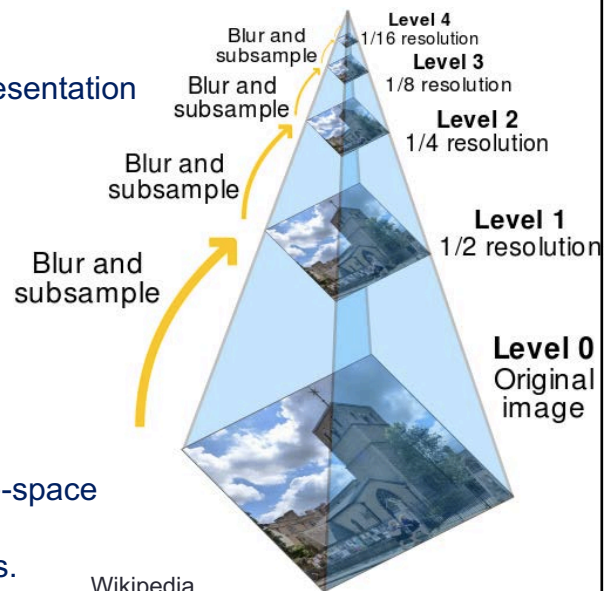 Level 4
1/16 resolution
Blur and
subsample
Level 3
1/8 resolution
esentation
Blur and
subsample
Level 2
1/4 resolution
Blur and
subsample
Level 1
1/2 resolution
Blur and
subsample
Level 0
Original
image
-space
s.
Wikipedia